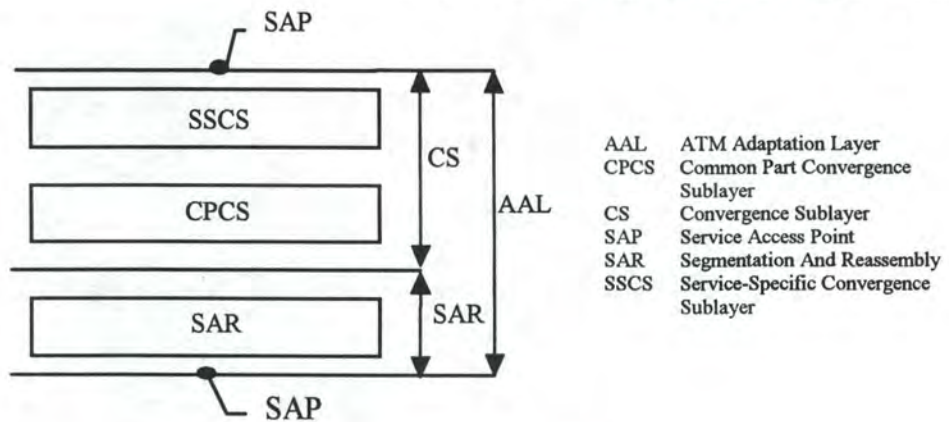 SAP
SSCS
CS
CPCS
AAL
SAR
SAR
SAP
AAL ATM Adaptation Layer
CPCS Common Part Convergence
Sublayer
CS Convergence Sublayer
SAP Service Access Point
SAR Segmentation And Reassembly
SSCS Service-Specific Convergence
Sublayer